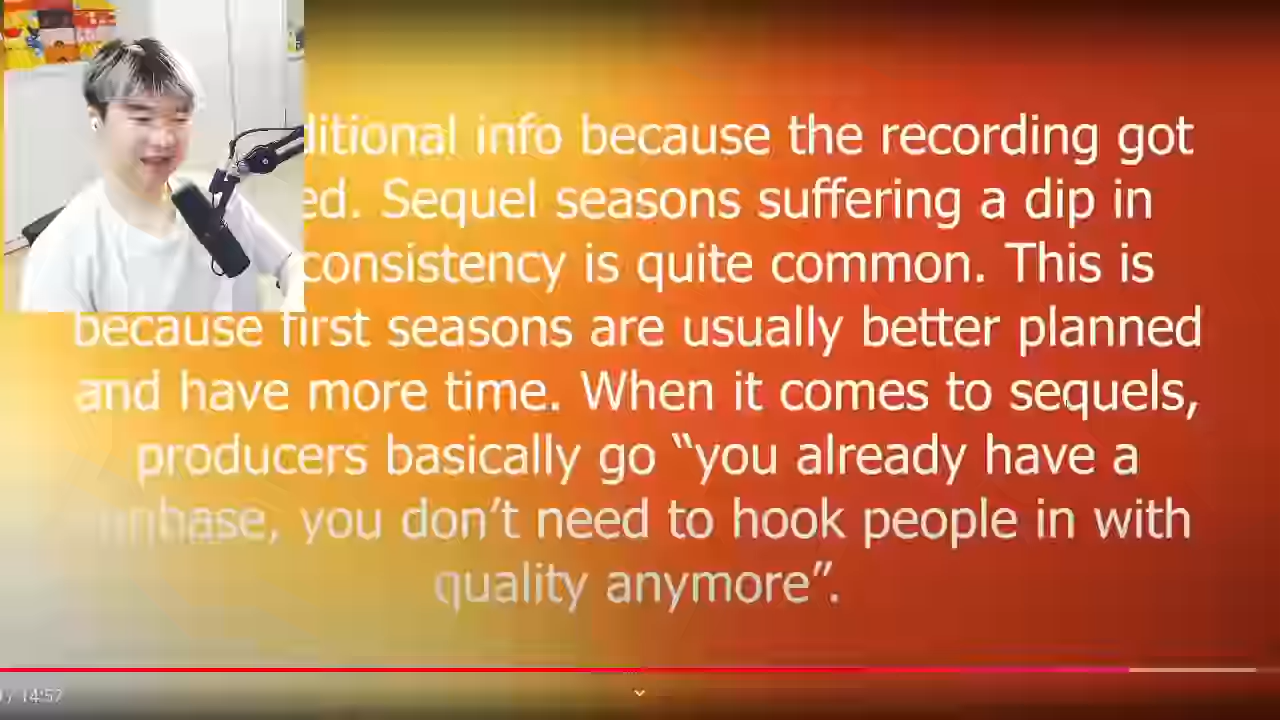 ditional info because the recording got
ed. Sequel seasons suffering a dip in
consistency is quite common. This is
because first seasons are usually better planned
and have more time. When it comes to sequels,
producers basically go “you already have a
base, you don’t need to hook people in with
quality anymore”.
/ 14:57